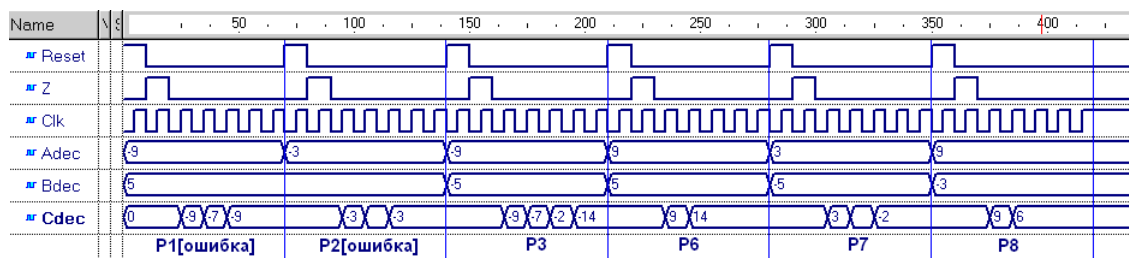 Name 50 100 150 200 250 300 350 400
Reset
Z
Clk
Adec -9 -3 -9 9 3 9
Bdec 5 -5 5 -5 -3
Cdec 0 -9 -7 -9 -3 -3 -9 -7 -2 -14 9 14 3 -2 9 6
P1[ошибка] P2[ошибка] P3 P6 P7 P8